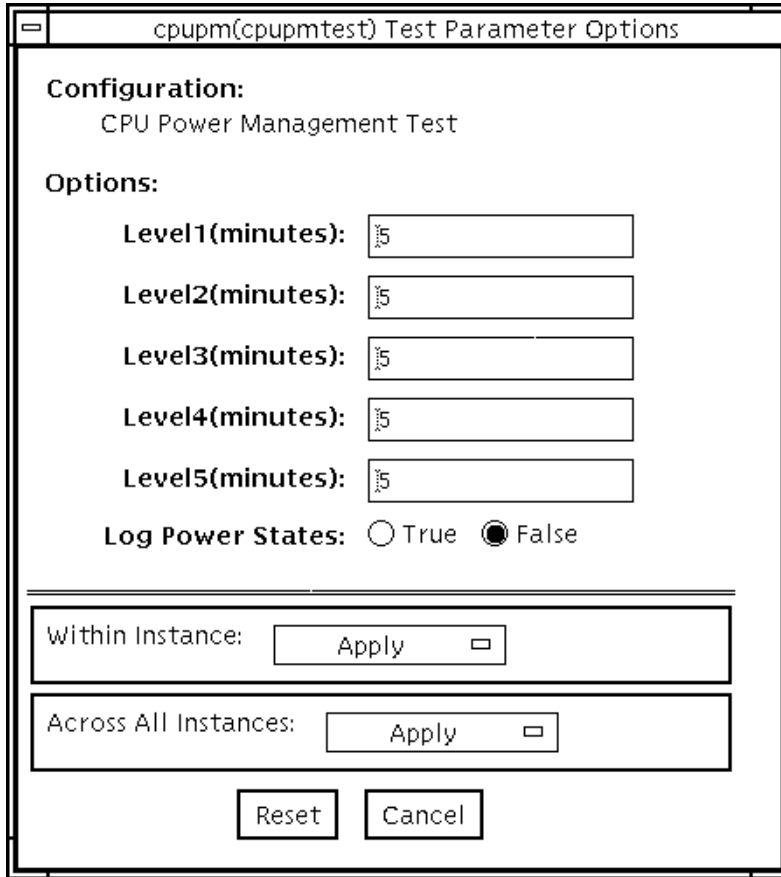 cpupm(cpupmtest) Test Parameter Options
Configuration:
CPU Power Management Test
Options:
Level1(minutes): 5
Level2(minutes): 5
Level3(minutes): 5
Level4(minutes): 5
Level5(minutes): 5
Log Power States: True False
Within Instance: Apply
Across All Instances: Apply
Reset Cancel